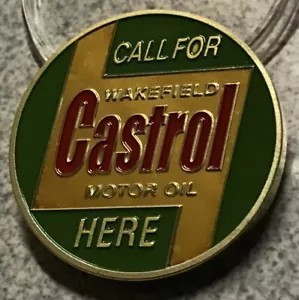 CALL FOR
WAKEFIELD
Castrol
MOTOR OIL
HERE